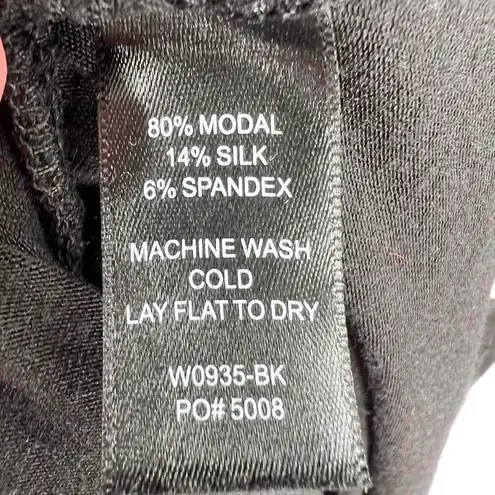 80% MODAL
14% SILK
6% SPANDEX
MACHINE WASH
COLD
LAY FLAT TO DRY
W0935-BK
PO# 5008